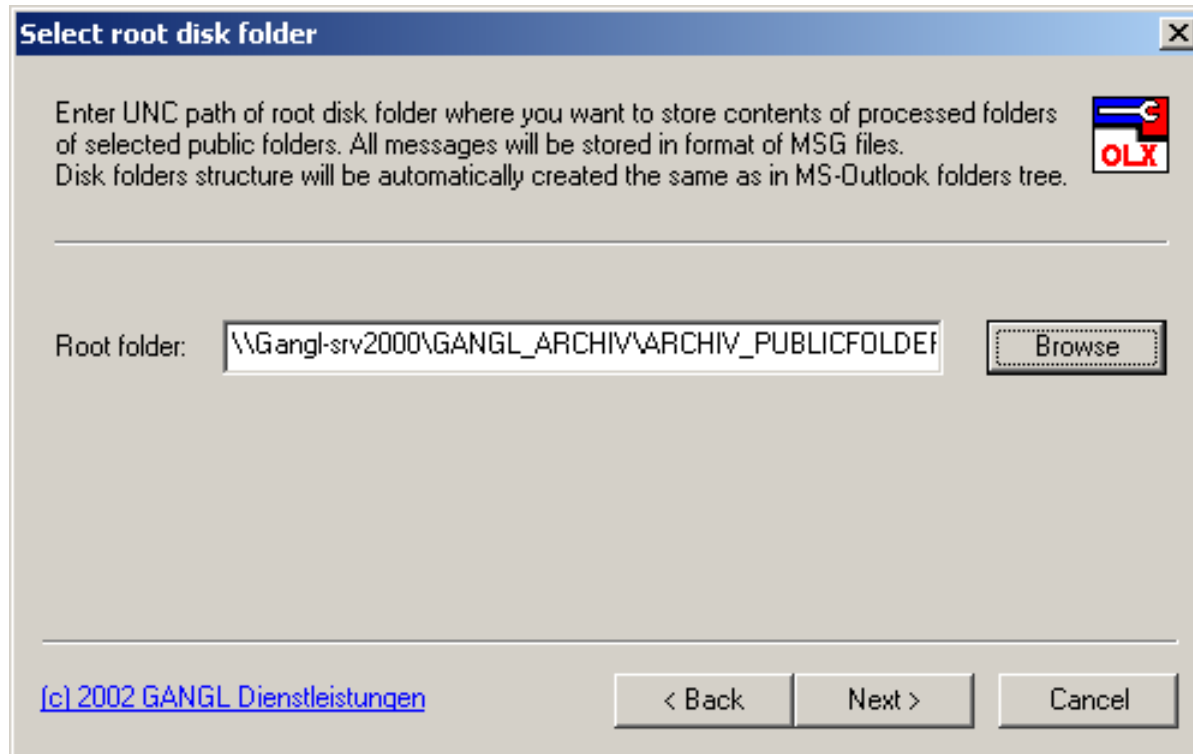 Select root disk folder
Enter UNC path of root disk folder where you want to store contents of processed folders
of selected public folders. All messages will be stored in format of MSG files.
Disk folders structure will be automatically created the same as in MS-Outlook folders tree.
OLX
Root folder: \\Gangl-srv2000\GANGL_ARCHIV\ARCHIV_PUBLICFOLDER Browse
(c) 2002 GANGL Dienstleistungen < Back Next > Cancel